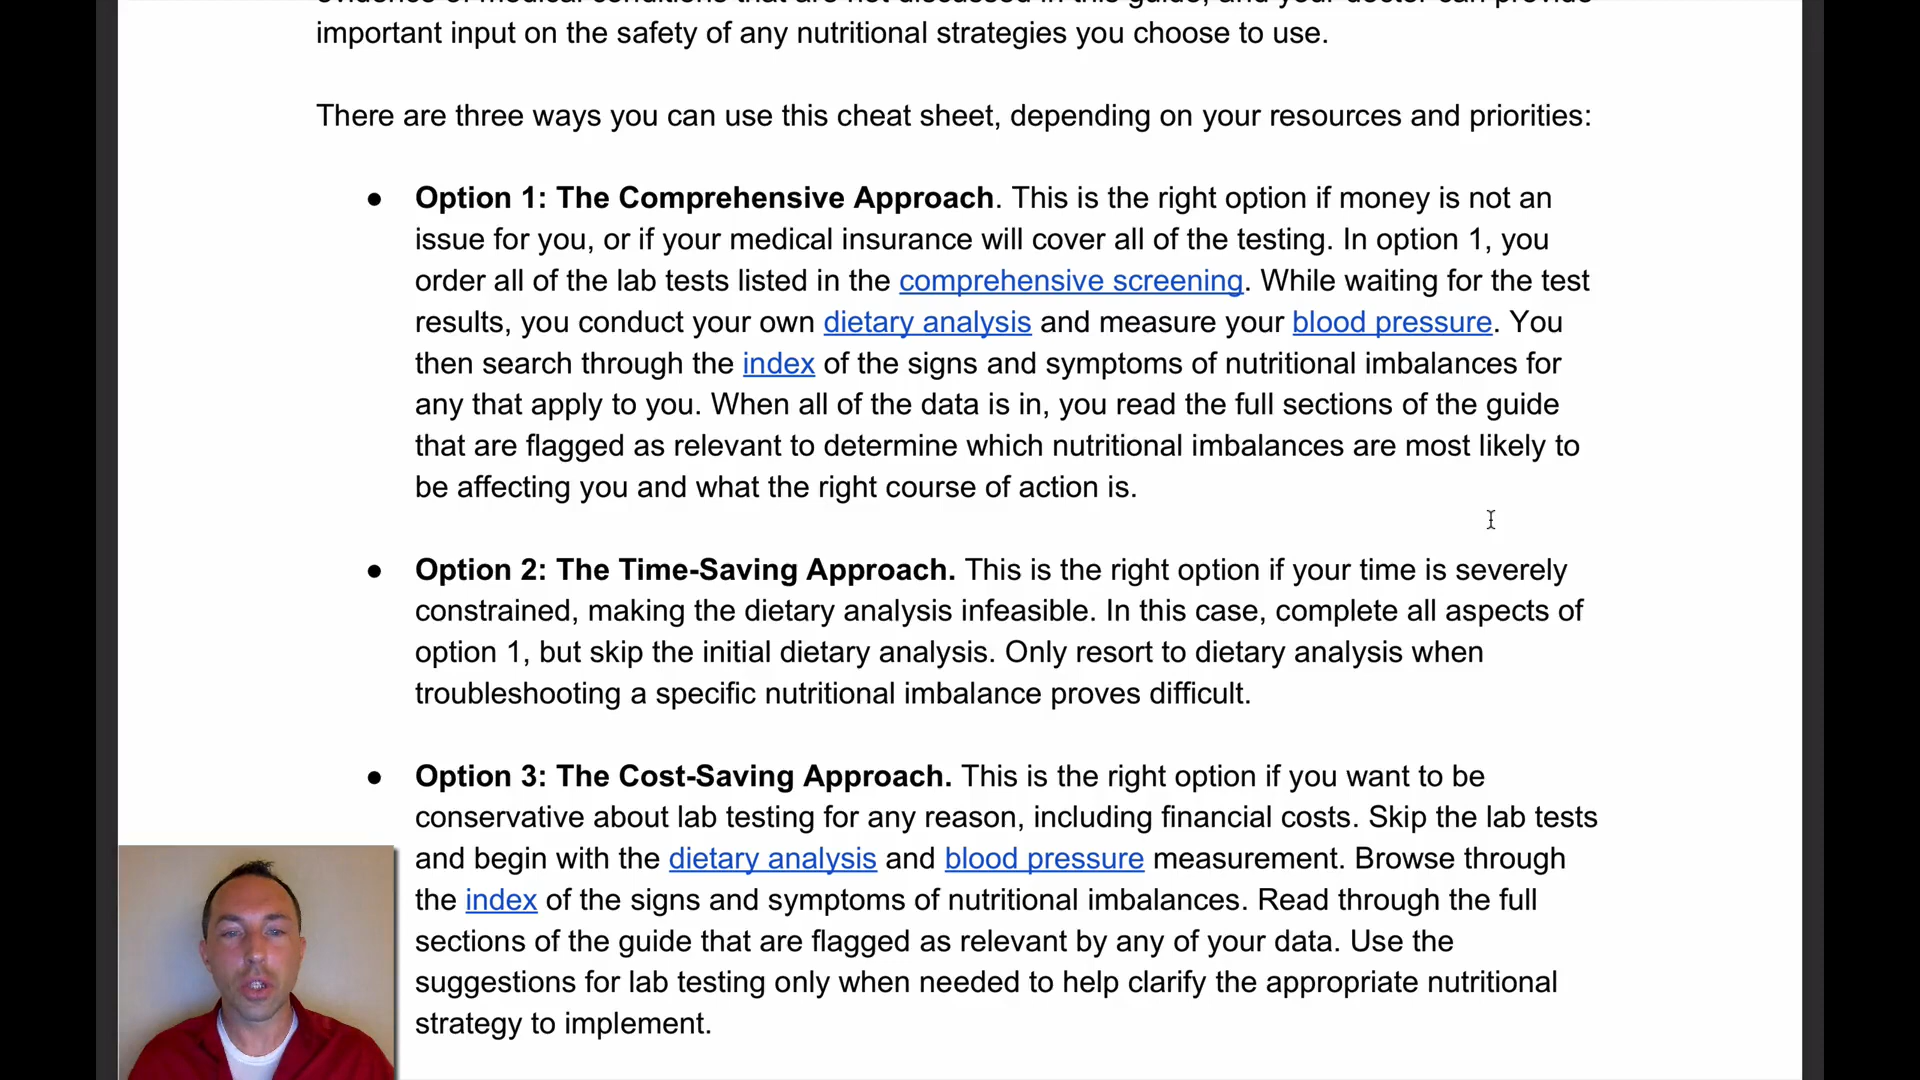 important input on the safety of any nutritional strategies you choose to use.
There are three ways you can use this cheat sheet, depending on your resources and priorities:
● Option 1: The Comprehensive Approach. This is the right option if money is not an
issue for you, or if your medical insurance will cover all of the testing. In option 1, you
order all of the lab tests listed in the comprehensive screening. While waiting for the test
results, you conduct your own dietary analysis and measure your blood pressure. You
then search through the index of the signs and symptoms of nutritional imbalances for
any that apply to you. When all of the data is in, you read the full sections of the guide
that are flagged as relevant to determine which nutritional imbalances are most likely to
be affecting you and what the right course of action is.
● Option 2: The Time-Saving Approach. This is the right option if your time is severely
constrained, making the dietary analysis infeasible. In this case, complete all aspects of
option 1, but skip the initial dietary analysis. Only resort to dietary analysis when
troubleshooting a specific nutritional imbalance proves difficult.
● Option 3: The Cost-Saving Approach. This is the right option if you want to be
conservative about lab testing for any reason, including financial costs. Skip the lab tests
and begin with the dietary analysis and blood pressure measurement. Browse through
the index of the signs and symptoms of nutritional imbalances. Read through the full
sections of the guide that are flagged as relevant by any of your data. Use the
suggestions for lab testing only when needed to help clarify the appropriate nutritional
strategy to implement.